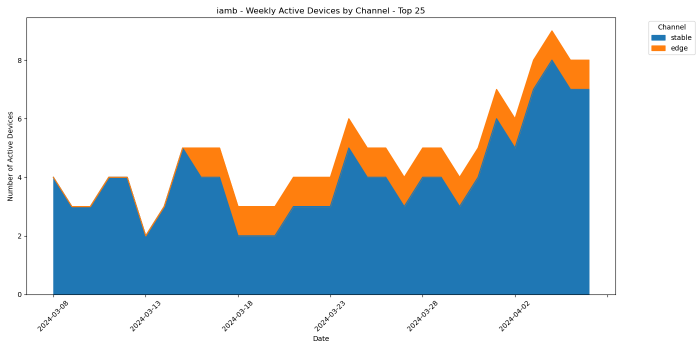 iamb - Weekly Active Devices by Channel - Top 25
Channel
stable
edge
Number of Active Devices
8
6
4
2
0
2024-03-08
2024-03-13
2024-03-18
2024-03-23
2024-03-28
2024-04-02
Date